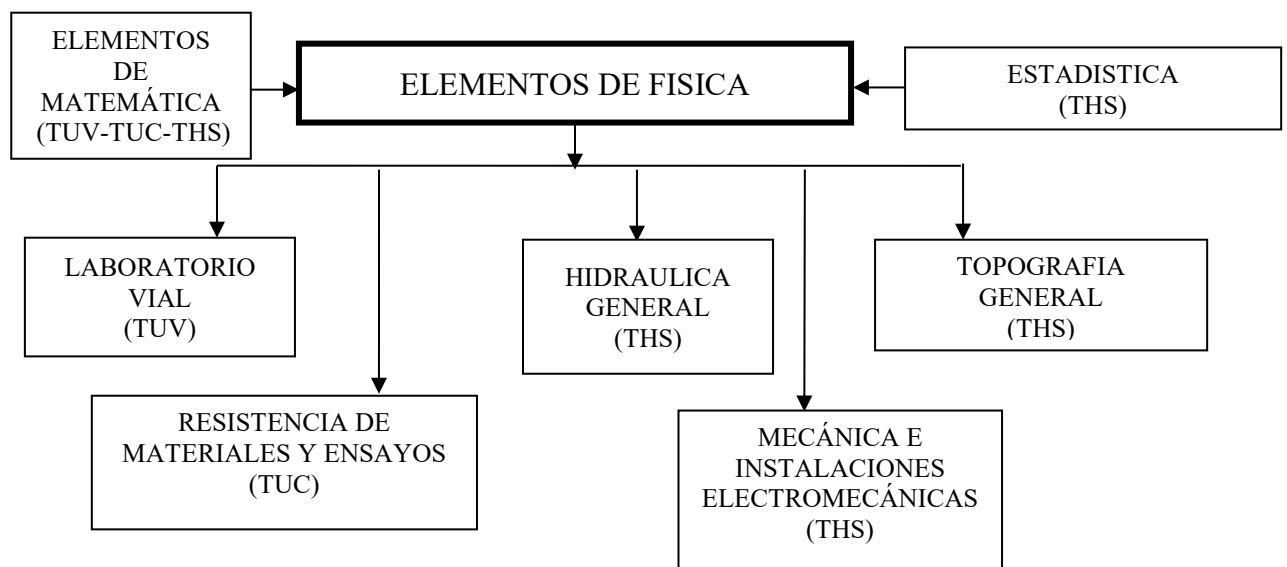 ELEMENTOS
DE
MATEMÁTICA
(TUV-TUC-THS)
ELEMENTOS DE FISICA
ESTADISTICA
(THS)
LABORATORIO
VIAL
(TUV)
HIDRAULICA
GENERAL
(THS)
TOPOGRAFIA
GENERAL
(THS)
RESISTENCIA DE
MATERIALES Y ENSAYOS
(TUC)
MECÁNICA E
INSTALACIONES
ELECTROMECÁNICAS
(THS)